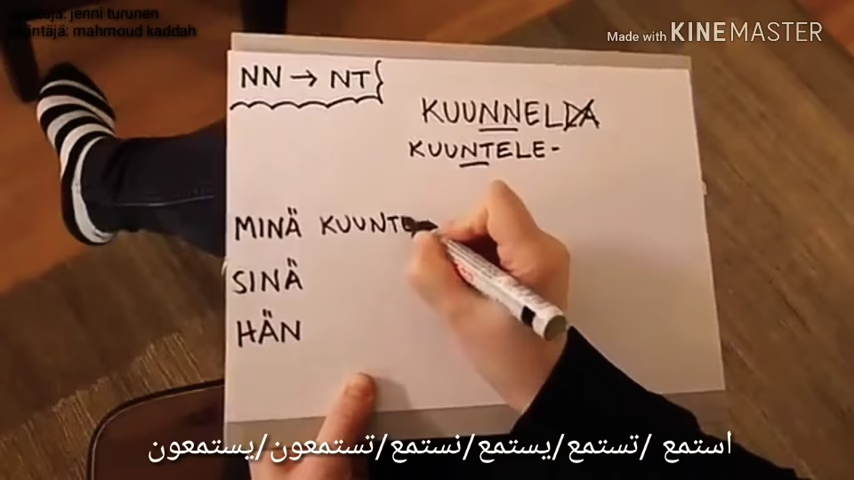 jenni turunen
mahmoud kaddah
Made with KINEMASTER
NN → NT
KUUNNELDA
KUUNTELE-
MINÄ KUUNTE
SINÄ
HÄN
أستمع /تستمع/يستمع/نستمع/تستمعون/يستمعون